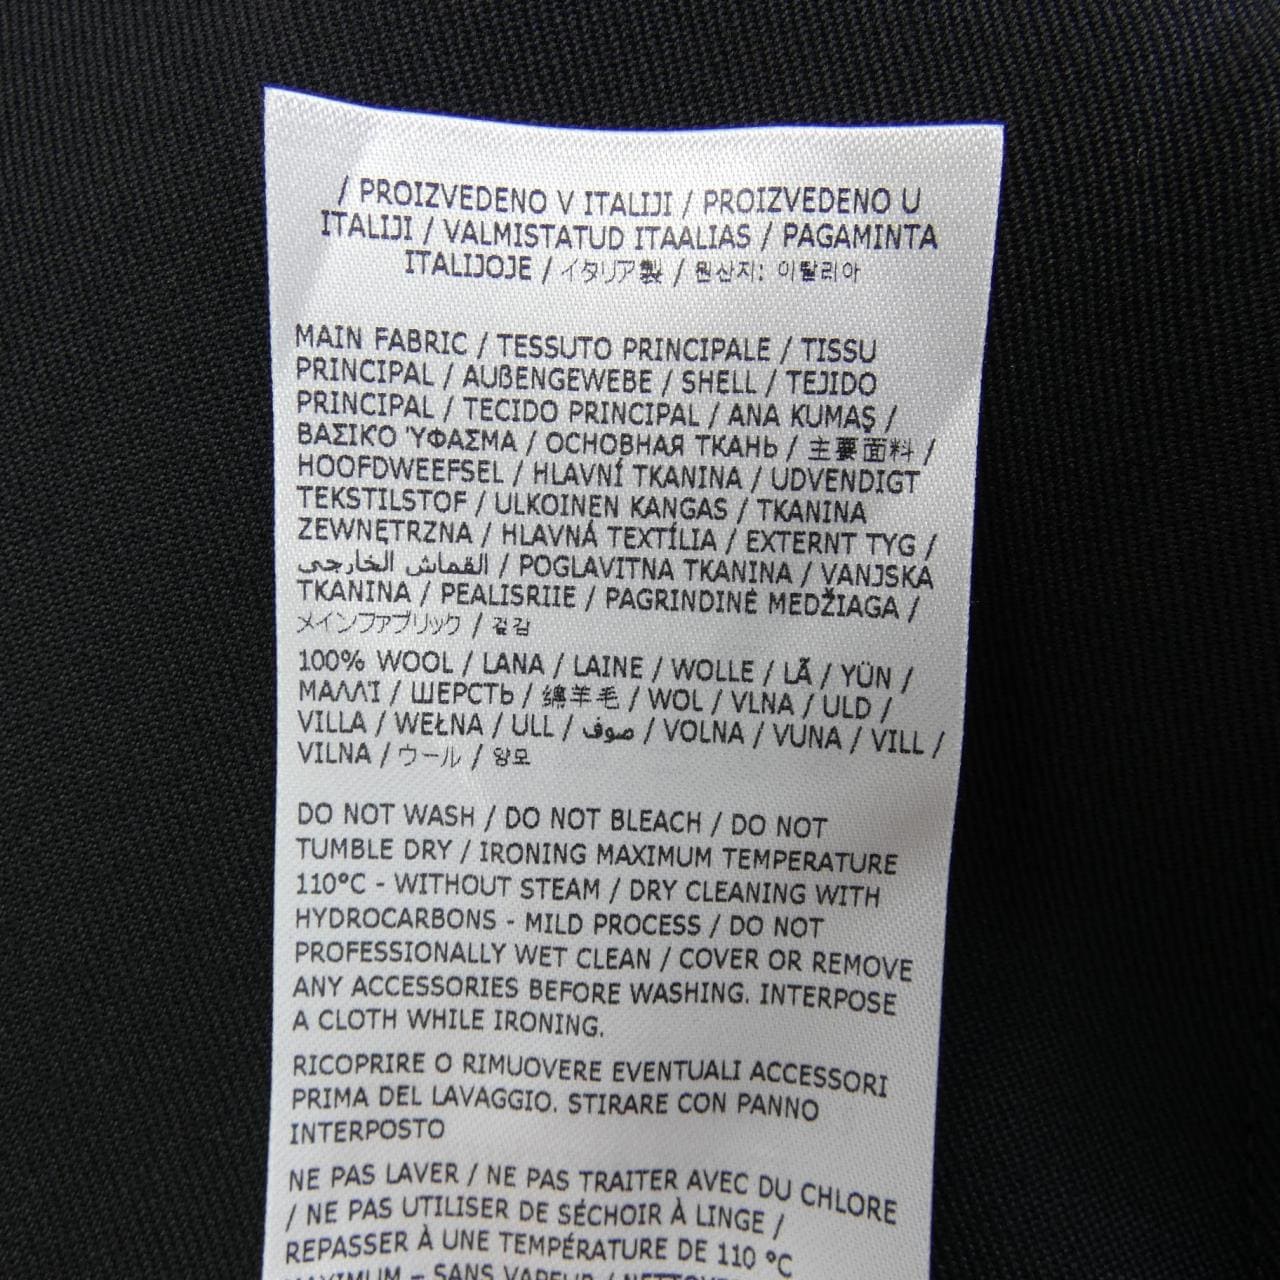 / PROIZVEDENO V ITALIJI / PROIZVEDENO U
ITALIJI / VALMISTATUD ITAALIAS / PAGAMINTA
ITALIJOJE / イタリア製 / 원산지: 이탈리아
MAIN FABRIC / TESSUTO PRINCIPALE / TISSU
PRINCIPAL / AUßENGEWEBE / SHELL / TEJIDO
PRINCIPAL / TECIDO PRINCIPAL / ANA KUMAŞ /
ΒΑΣΙΚΟ ΎΦΑΣΜΑ / ОСНОВНАЯ ТКАНЬ / 主要面料 /
HOOFDWEEFSEL / HLAVNÍ TKANINA / UDVENDIGT
TEKSTILSTOF / ULKOINEN KANGAS / TKANINA
ZEWNĘTRZNA / HLAVNÁ TEXTÍLIA / EXTERNT TYG /
القماش الخارجي / POGLAVITNA TKANINA / VANJSKA
TKANINA / PEALISRIIE / PAGRINDINĖ MEDŽIAGA /
メインファブリック / 겉감
100% WOOL / LANA / LAINE / WOLLE / LÃ / YÜN /
ΜΑΛΛΊ / ШЕРСТЬ / 绵羊毛 / WOL / VLNA / ULD /
VILLA / WEŁNA / ULL / صوف / VOLNA / VUNA / VILL /
VILNA / ウール / 양모
DO NOT WASH / DO NOT BLEACH / DO NOT
TUMBLE DRY / IRONING MAXIMUM TEMPERATURE
110°C - WITHOUT STEAM / DRY CLEANING WITH
HYDROCARBONS - MILD PROCESS / DO NOT
PROFESSIONALLY WET CLEAN / COVER OR REMOVE
ANY ACCESSORIES BEFORE WASHING. INTERPOSE
A CLOTH WHILE IRONING.
RICOPRIRE O RIMUOVERE EVENTUALI ACCESSORI
PRIMA DEL LAVAGGIO. STIRARE CON PANNO
INTERPOSTO
NE PAS LAVER / NE PAS TRAITER AVEC DU CHLORE
/ NE PAS UTILISER DE SÉCHOIR À LINGE /
REPASSER À UNE TEMPÉRATURE DE 110 °C
MAXIMUM – SANS VAPEUR /